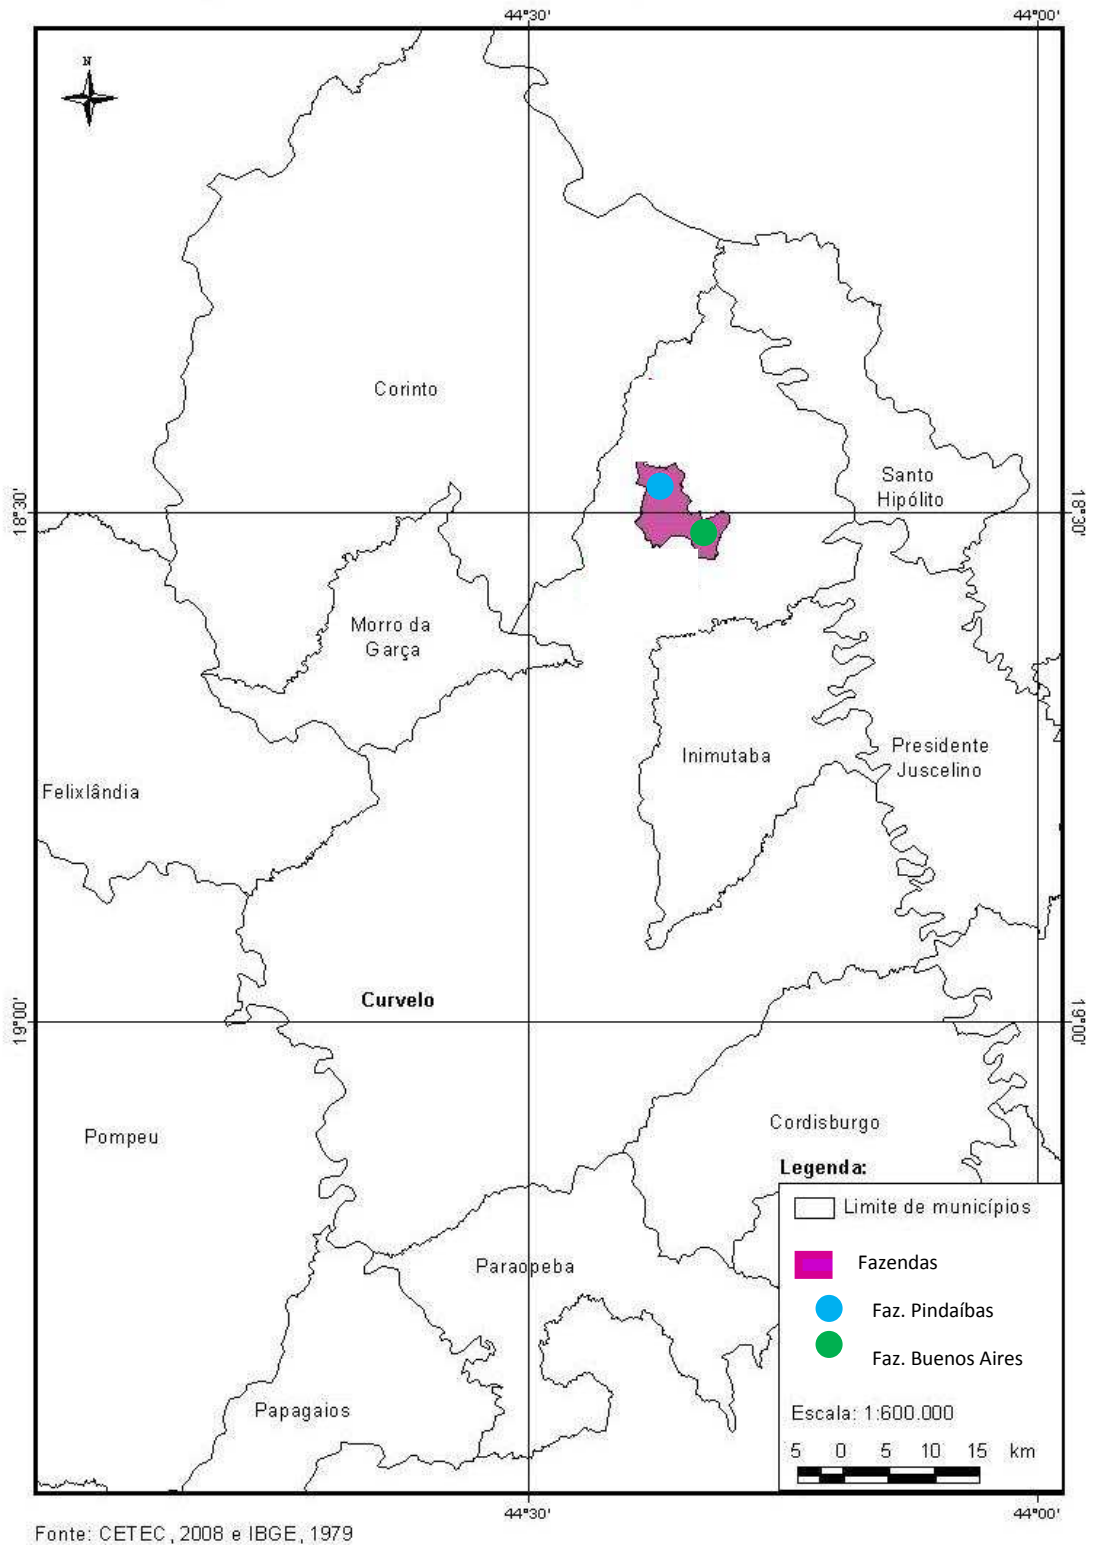 44°30'
44°00'
N
Corinto
Santo
Hipólito
18°30'
18°30'
Morro da
Garça
Inimutaba
Presidente
Juscelino
Felixlândia
Curvelo
19°00'
19°00'
Cordisburgo
Pompeu
Legenda:
Limite de municípios
Paraopeba
Fazendas
Faz. Pindaíbas
Faz. Buenos Aires
Papagaios
Escala: 1:600.000
5 0 5 10 15 km
44°30'
44°00'
Fonte: CETEC, 2008 e IBGE, 1979